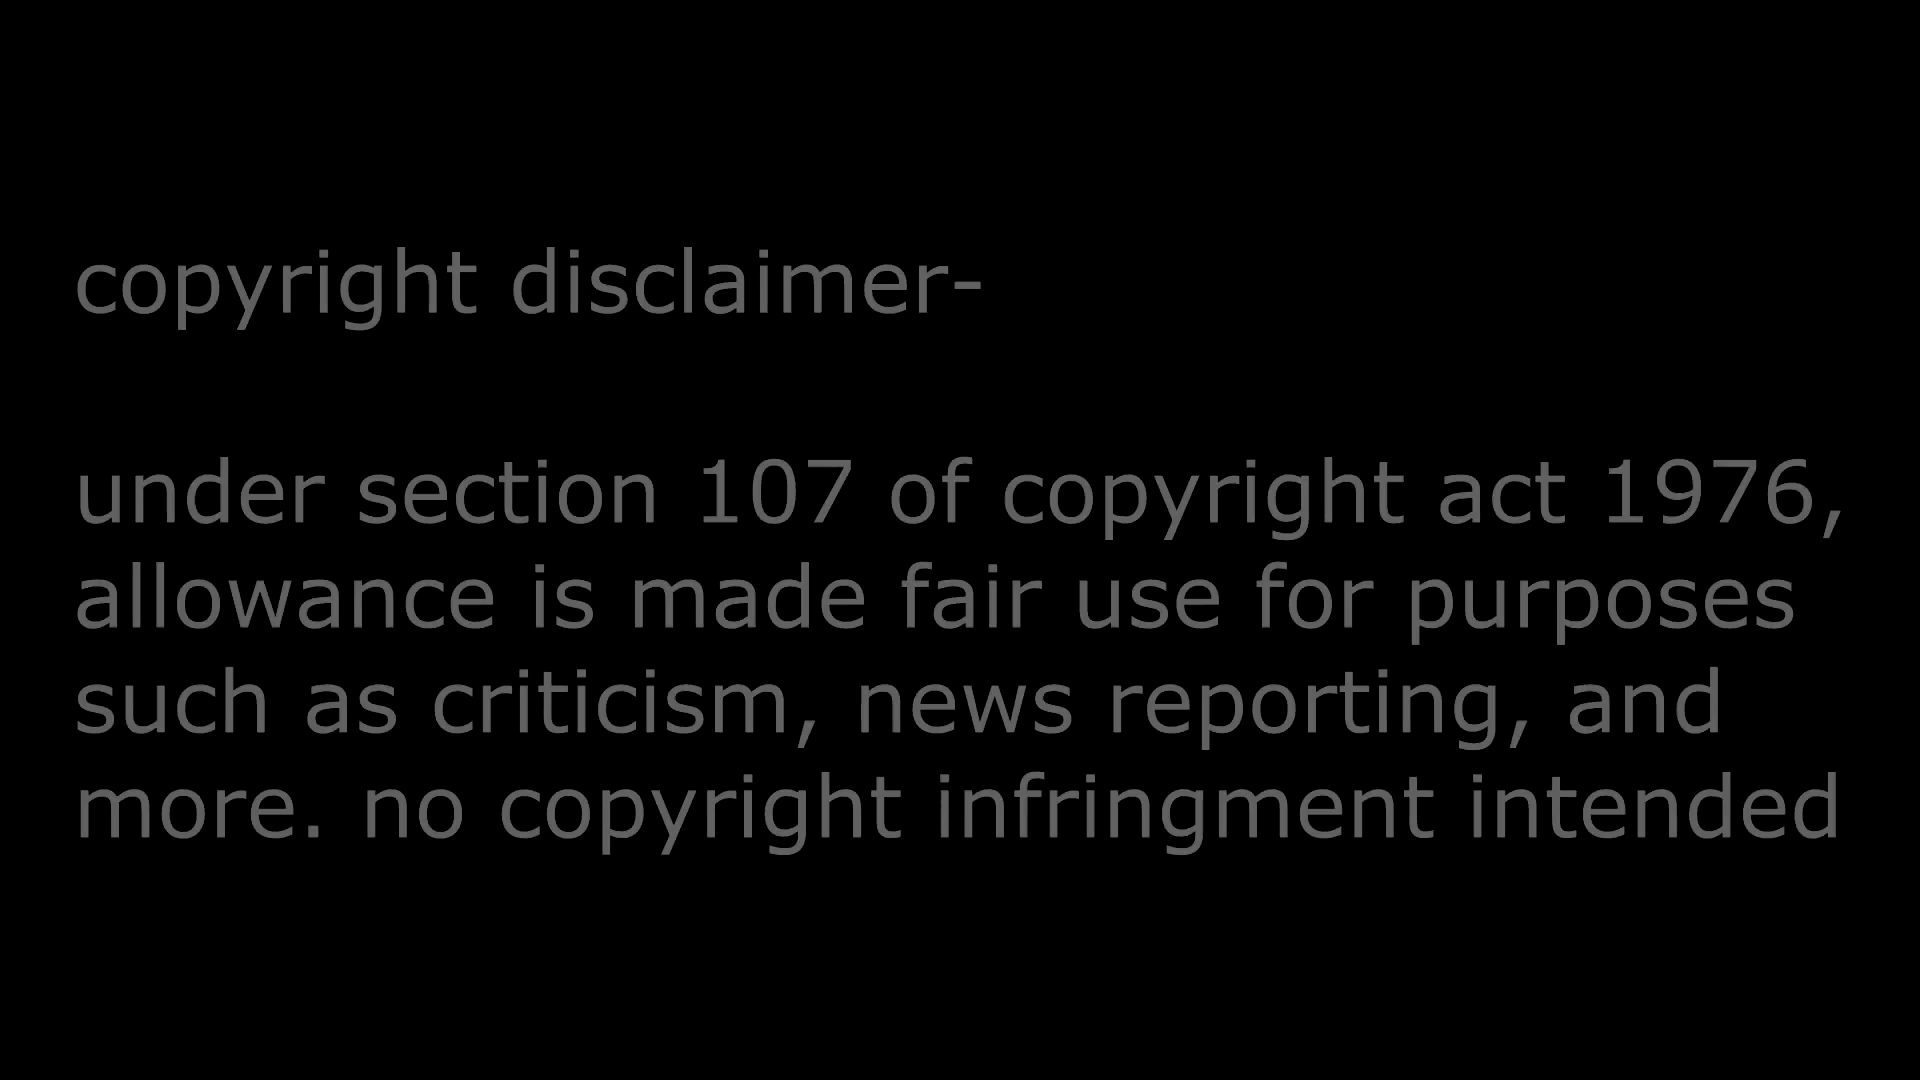 copyright disclaimer-
under section 107 of copyright act 1976,
allowance is made fair use for purposes
such as criticism, news reporting, and
more. no copyright infringment intended